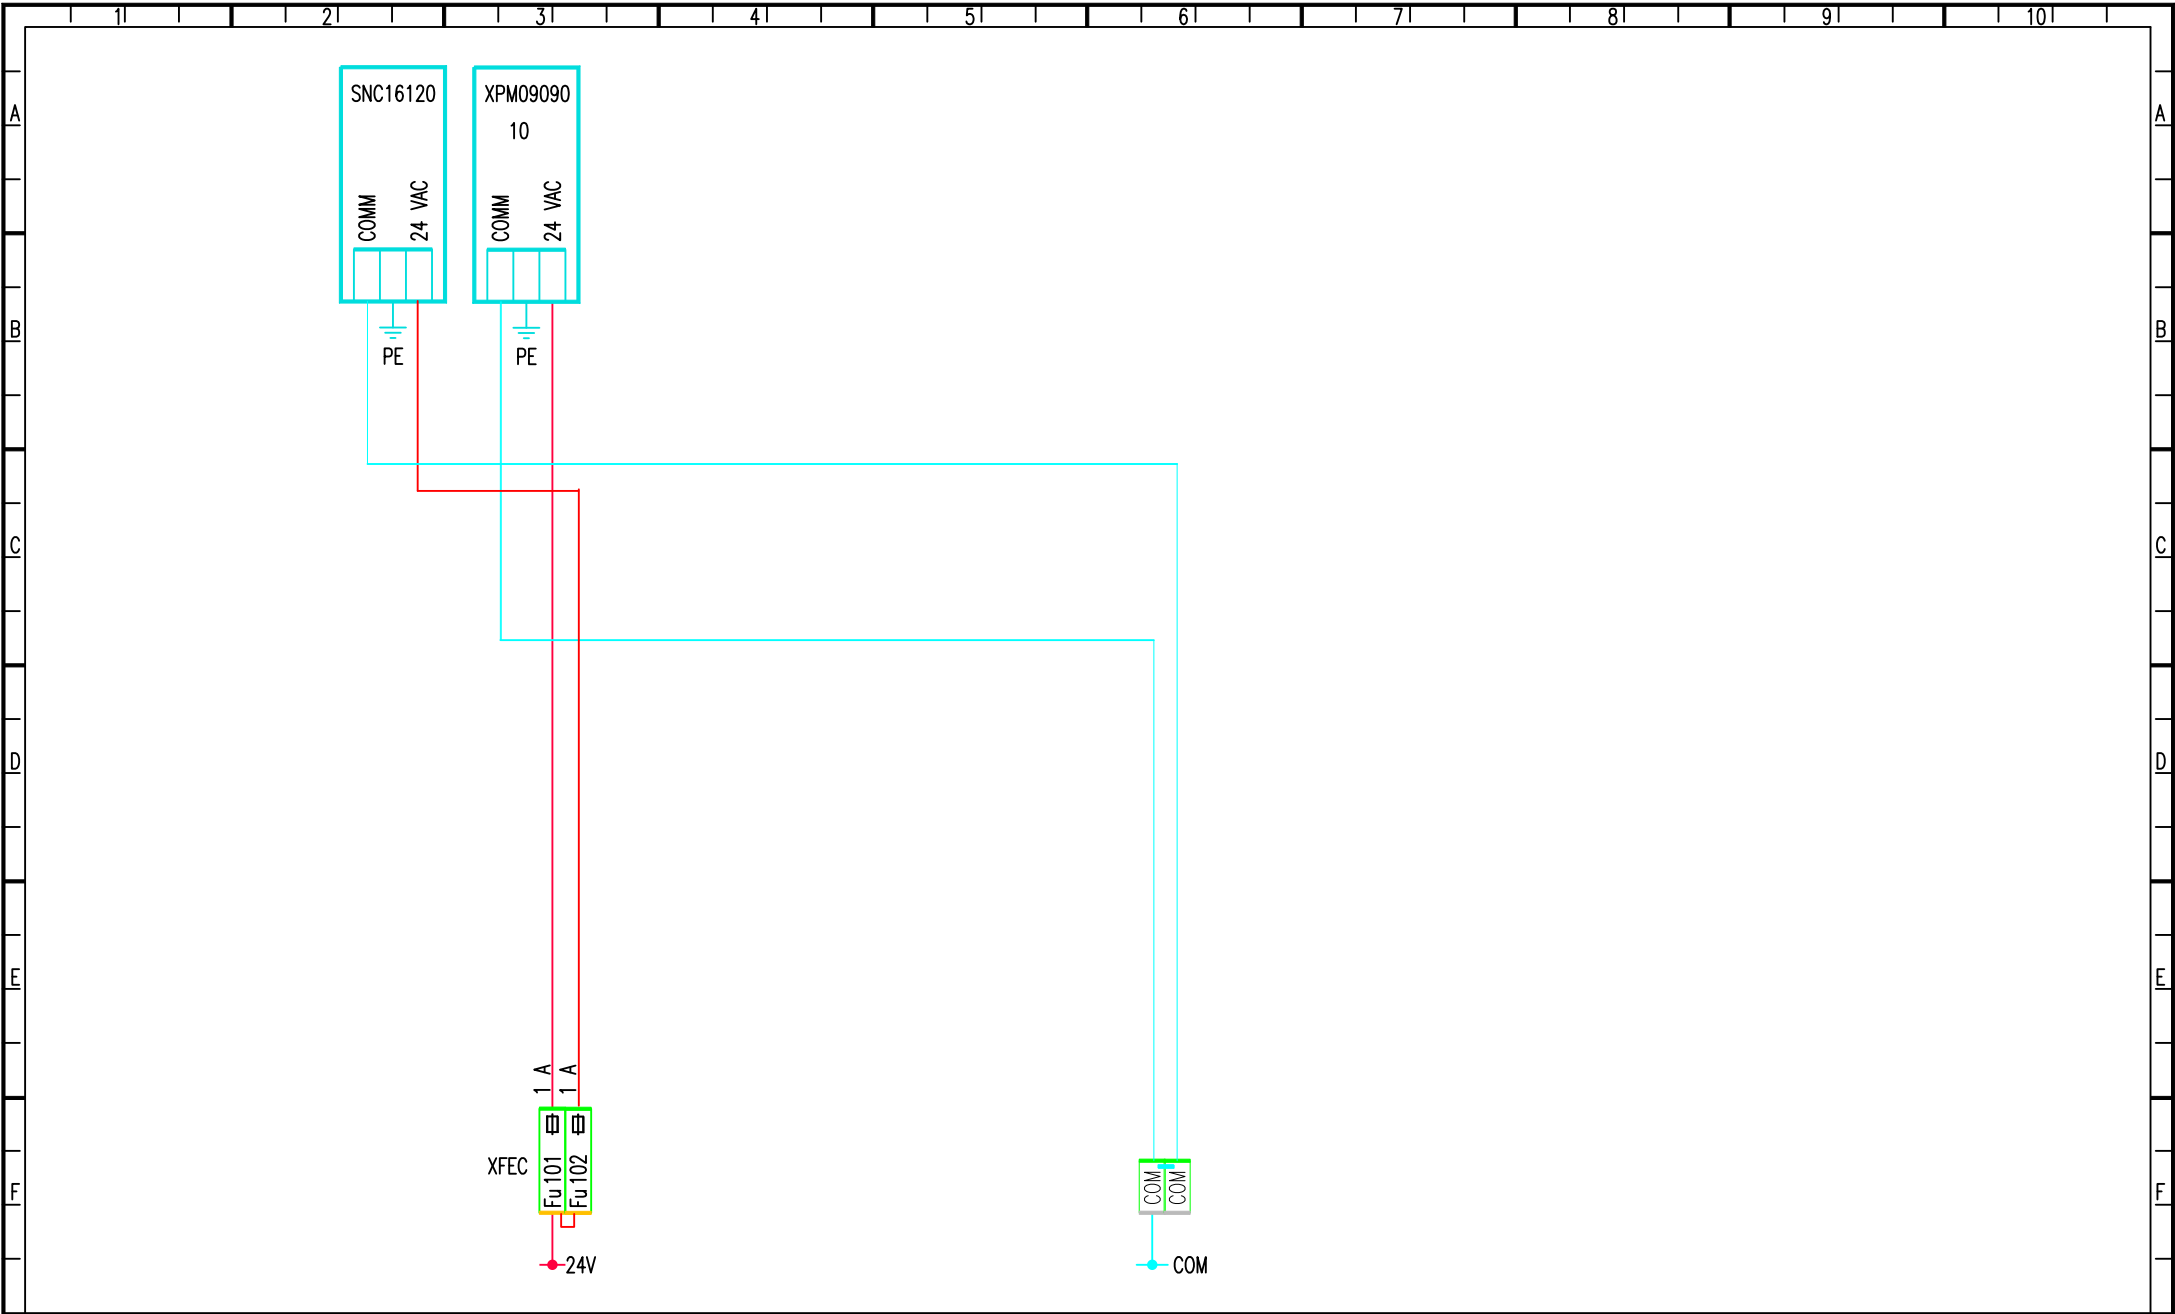 1 2 3 4 5 6 7 8 9 10
A A
SNC16120 XPM09090
10
COMM 24 VAC COMM 24 VAC
B B
PE PE
C C
D D
E E
1 A 1 A
XFEC Fu101 Fu102 COM COM
F F
24V COM